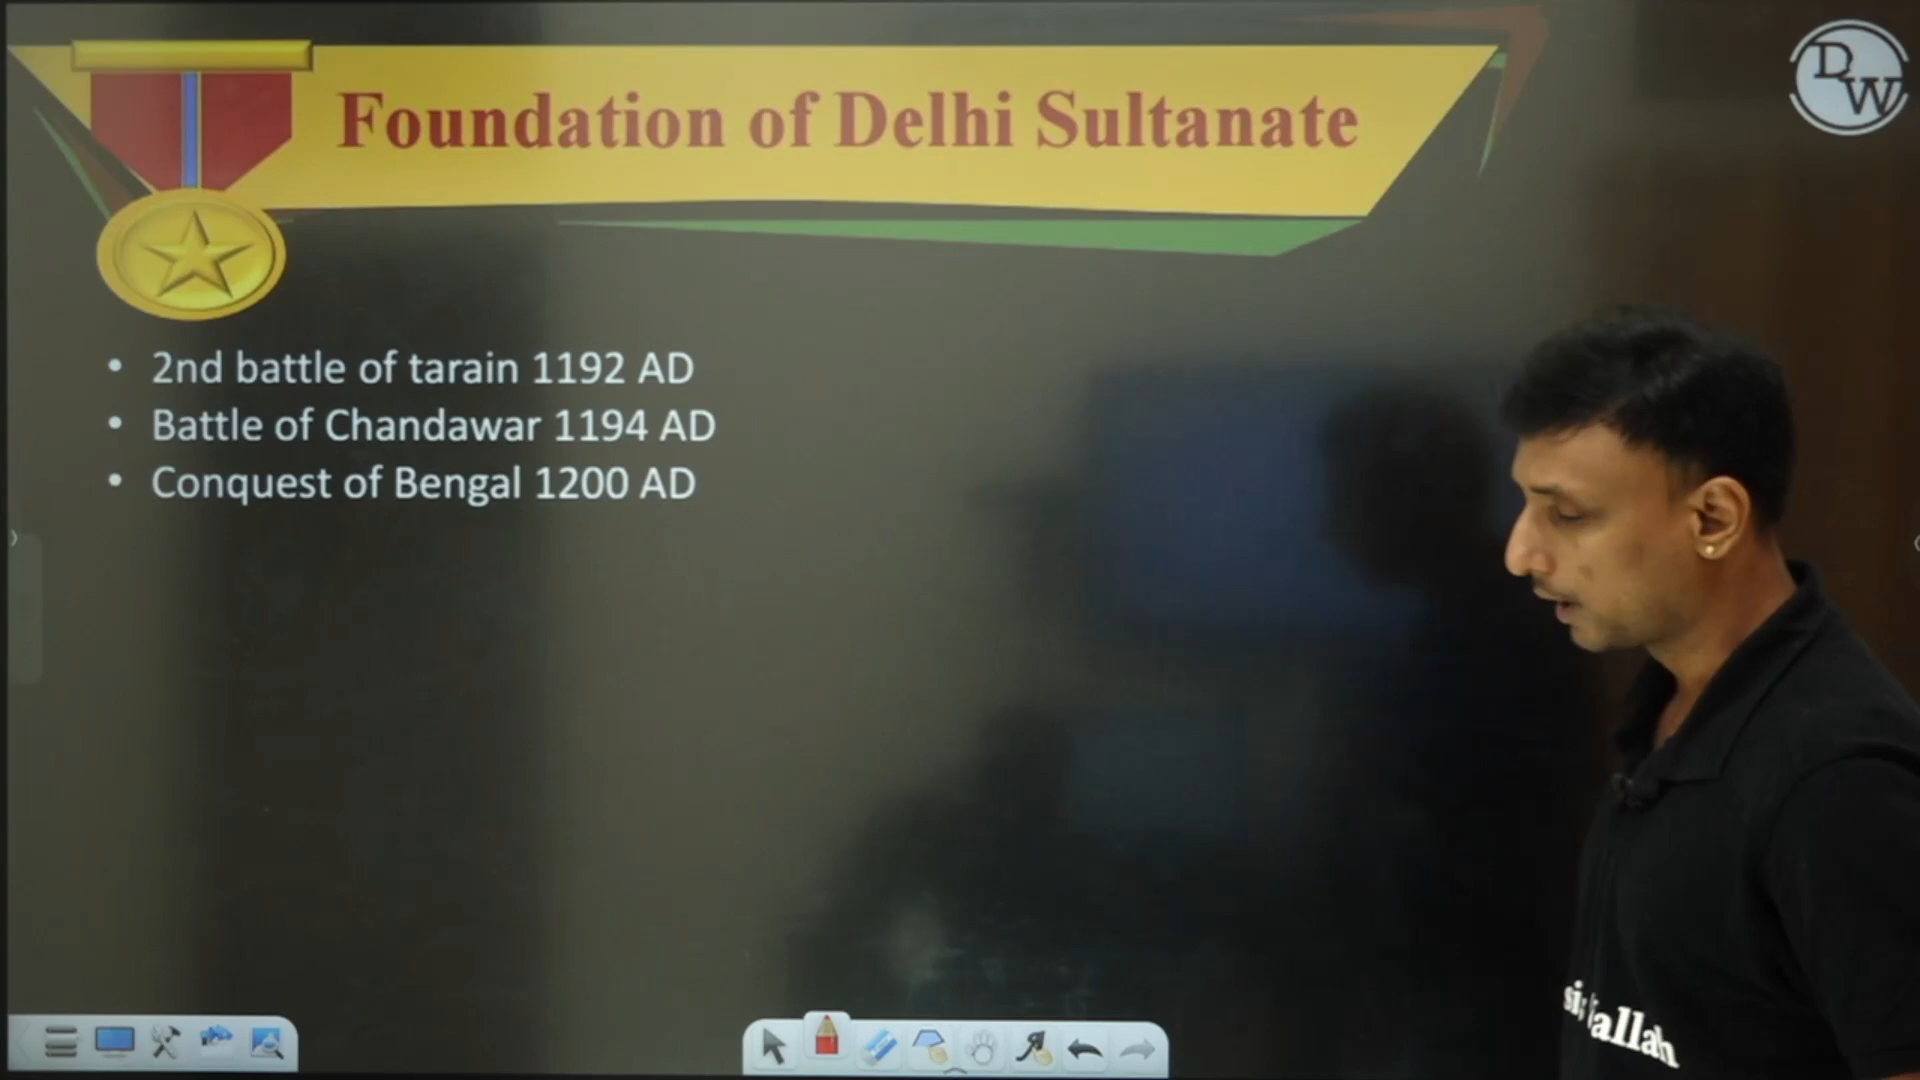 Foundation of Delhi Sultanate
DW
• 2nd battle of tarain 1192 AD
• Battle of Chandawar 1194 AD
• Conquest of Bengal 1200 AD